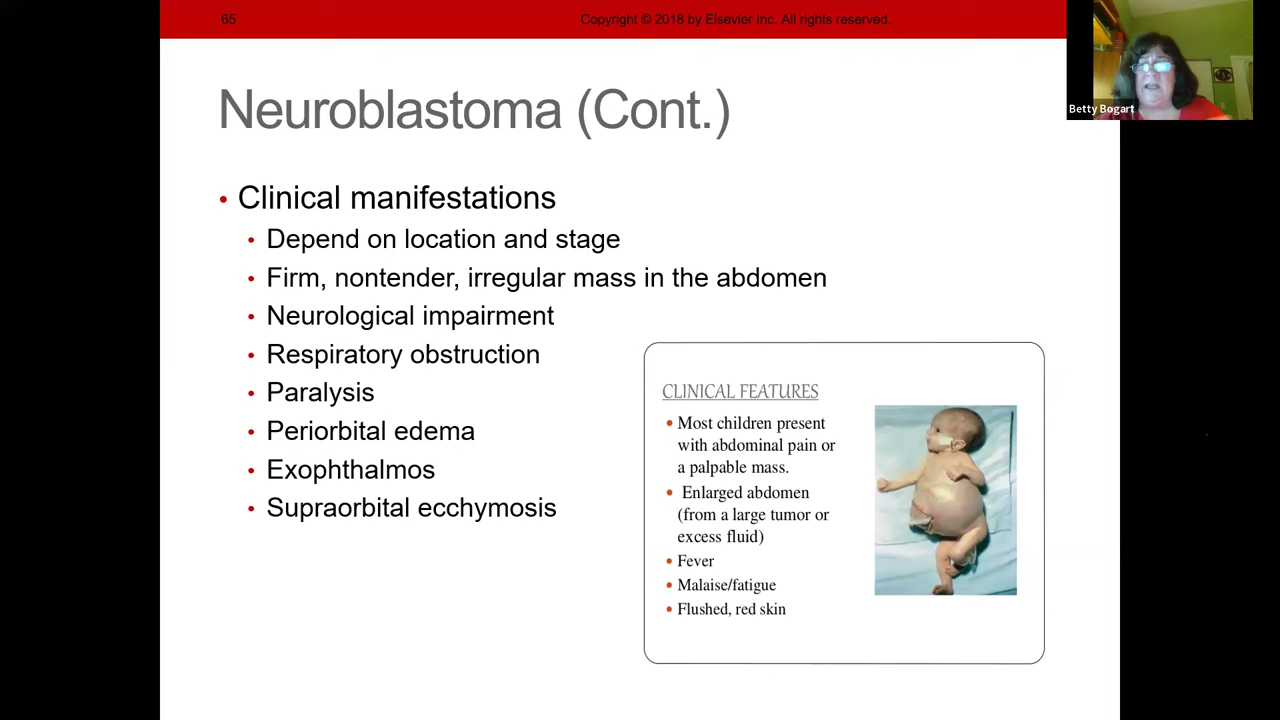 65
Copyright © 2018 by Elsevier Inc. All rights reserved.
Betty Bogart
Neuroblastoma (Cont.)
• Clinical manifestations
• Depend on location and stage
• Firm, nontender, irregular mass in the abdomen
• Neurological impairment
• Respiratory obstruction
• Paralysis
• Periorbital edema
• Exophthalmos
• Supraorbital ecchymosis
CLINICAL FEATURES
• Most children present
with abdominal pain or
a palpable mass.
• Enlarged abdomen
(from a large tumor or
excess fluid)
• Fever
• Malaise/fatigue
• Flushed, red skin